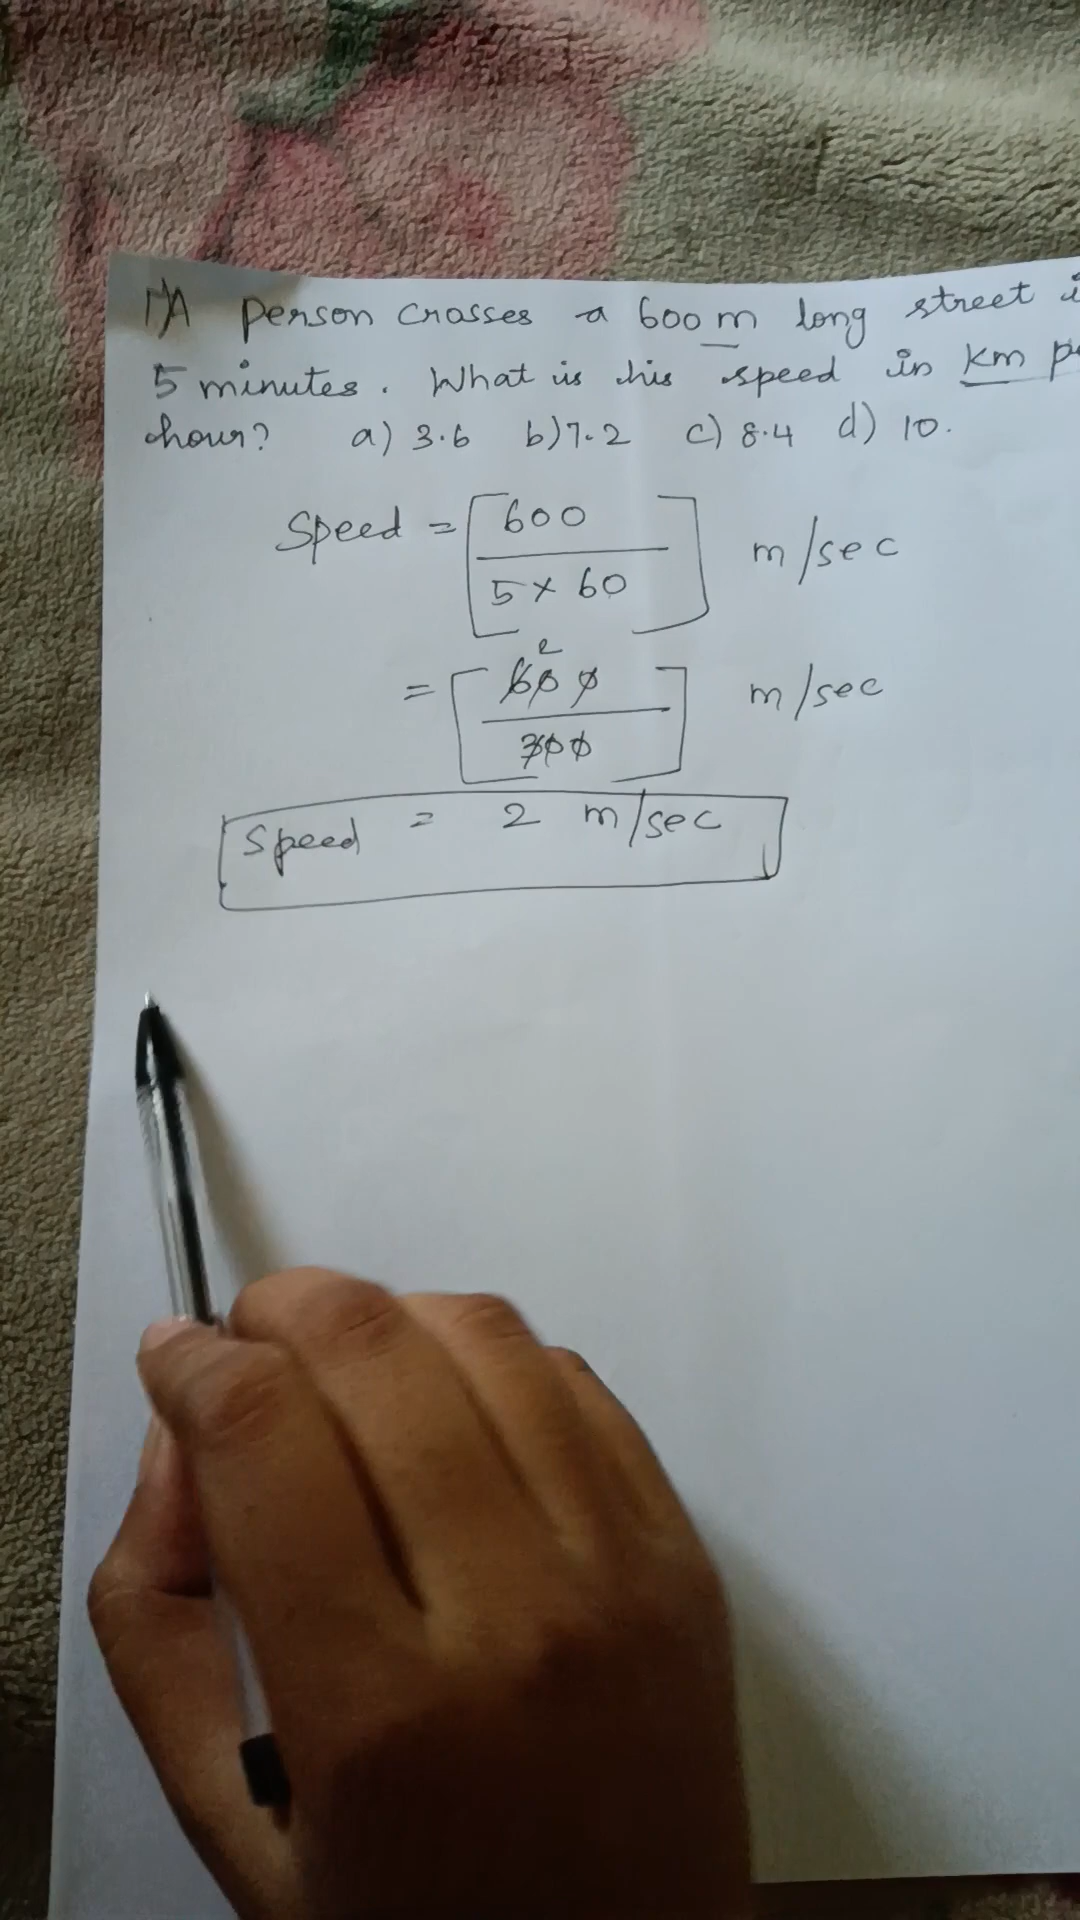 1) A person crosses a 600 m long street
5 minutes. What is his speed in Km
hour? a) 3.6 b) 7.2 c) 8.4 d) 10.
Speed = [600 / 5 × 60] m/sec
2
= [600 / 300] m/sec
Speed = 2 m/sec